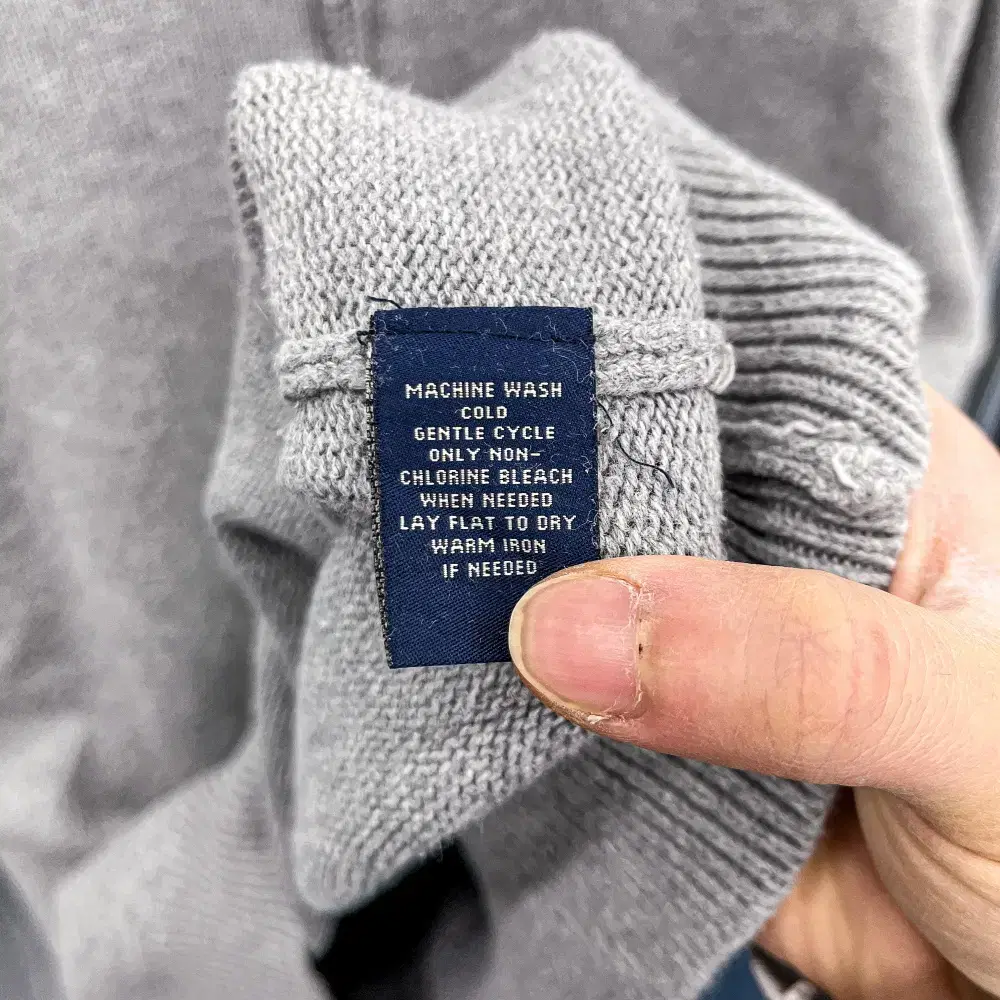 MACHINE WASH
COLD
GENTLE CYCLE
ONLY NON-
CHLORINE BLEACH
WHEN NEEDED
LAY FLAT TO DRY
WARM IRON
IF NEEDED